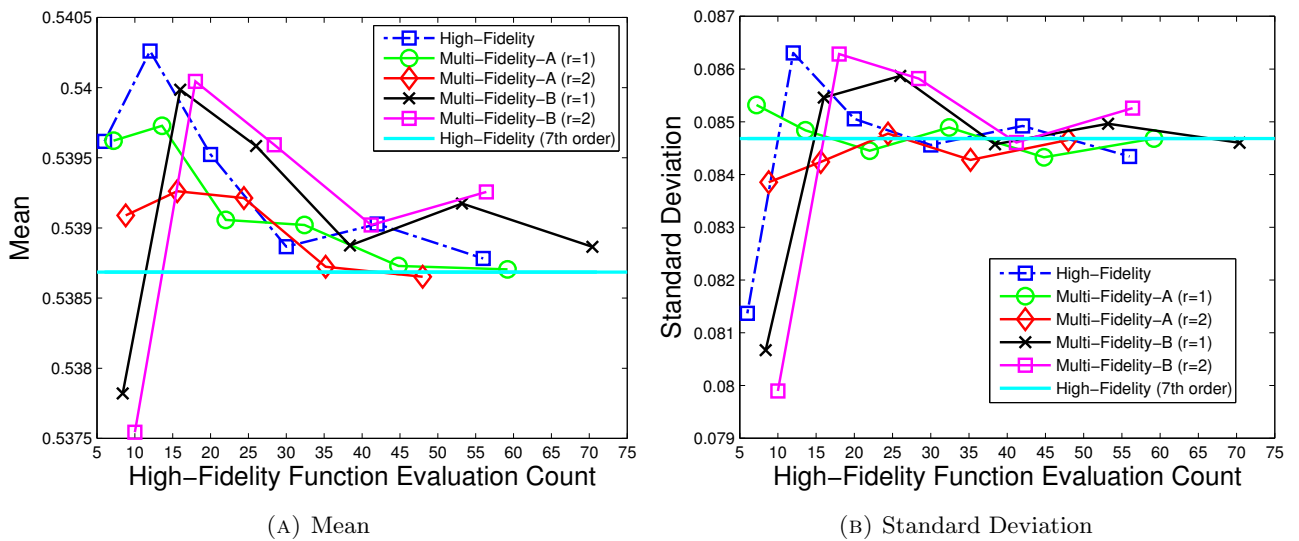 0.5405
0.54
0.5395
0.539
0.5385
0.538
0.5375
Mean
High-Fidelity
Multi-Fidelity-A (r=1)
Multi-Fidelity-A (r=2)
Multi-Fidelity-B (r=1)
Multi-Fidelity-B (r=2)
High-Fidelity (7th order)
5 10 15 20 25 30 35 40 45 50 55 60 65 70 75
High-Fidelity Function Evaluation Count
(A) Mean
0.087
0.086
0.085
0.084
0.083
0.082
0.081
0.08
0.079
Standard Deviation
High-Fidelity
Multi-Fidelity-A (r=1)
Multi-Fidelity-A (r=2)
Multi-Fidelity-B (r=1)
Multi-Fidelity-B (r=2)
High-Fidelity (7th order)
5 10 15 20 25 30 35 40 45 50 55 60 65 70 75
High-Fidelity Function Evaluation Count
(B) Standard Deviation